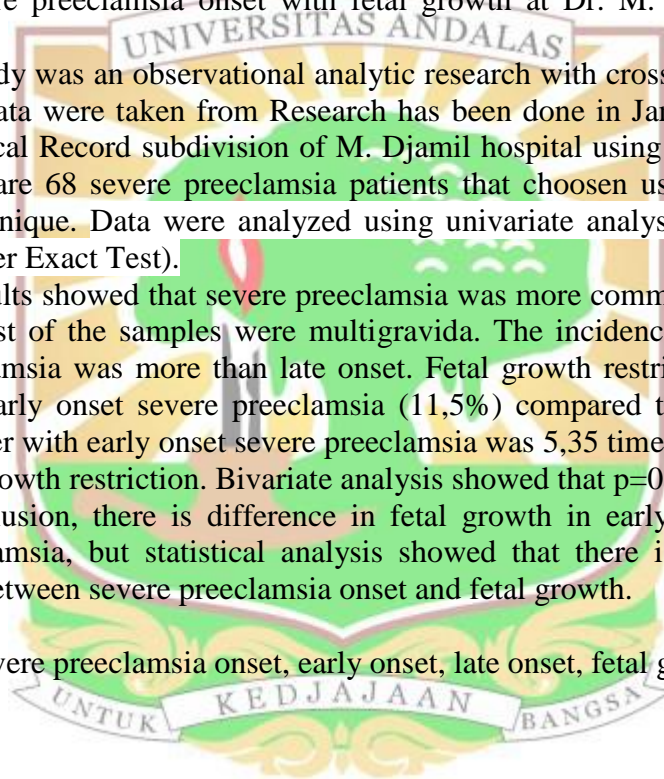 re preeclamsia onset with fetal growth at Dr. M.
UNIVERSITAS ANDALAS
dy was an observational analytic research with cross
ata were taken from Research has been done in Jan
cal Record subdivision of M. Djamil hospital using
are 68 severe preeclamsia patients that choosen us
nique. Data were analyzed using univariate analys
er Exact Test).
ults showed that severe preeclamsia was more comm
st of the samples were multigravida. The incidenc
amsia was more than late onset. Fetal growth restri
arly onset severe preeclamsia (11,5%) compared t
er with early onset severe preeclamsia was 5,35 time
rowth restriction. Bivariate analysis showed that p=0
lusion, there is difference in fetal growth in early
amsia, but statistical analysis showed that there i
etween severe preeclamsia onset and fetal growth.
vere preeclamsia onset, early onset, late onset, fetal g
UNTUK KEDJAJAAN BANGSA